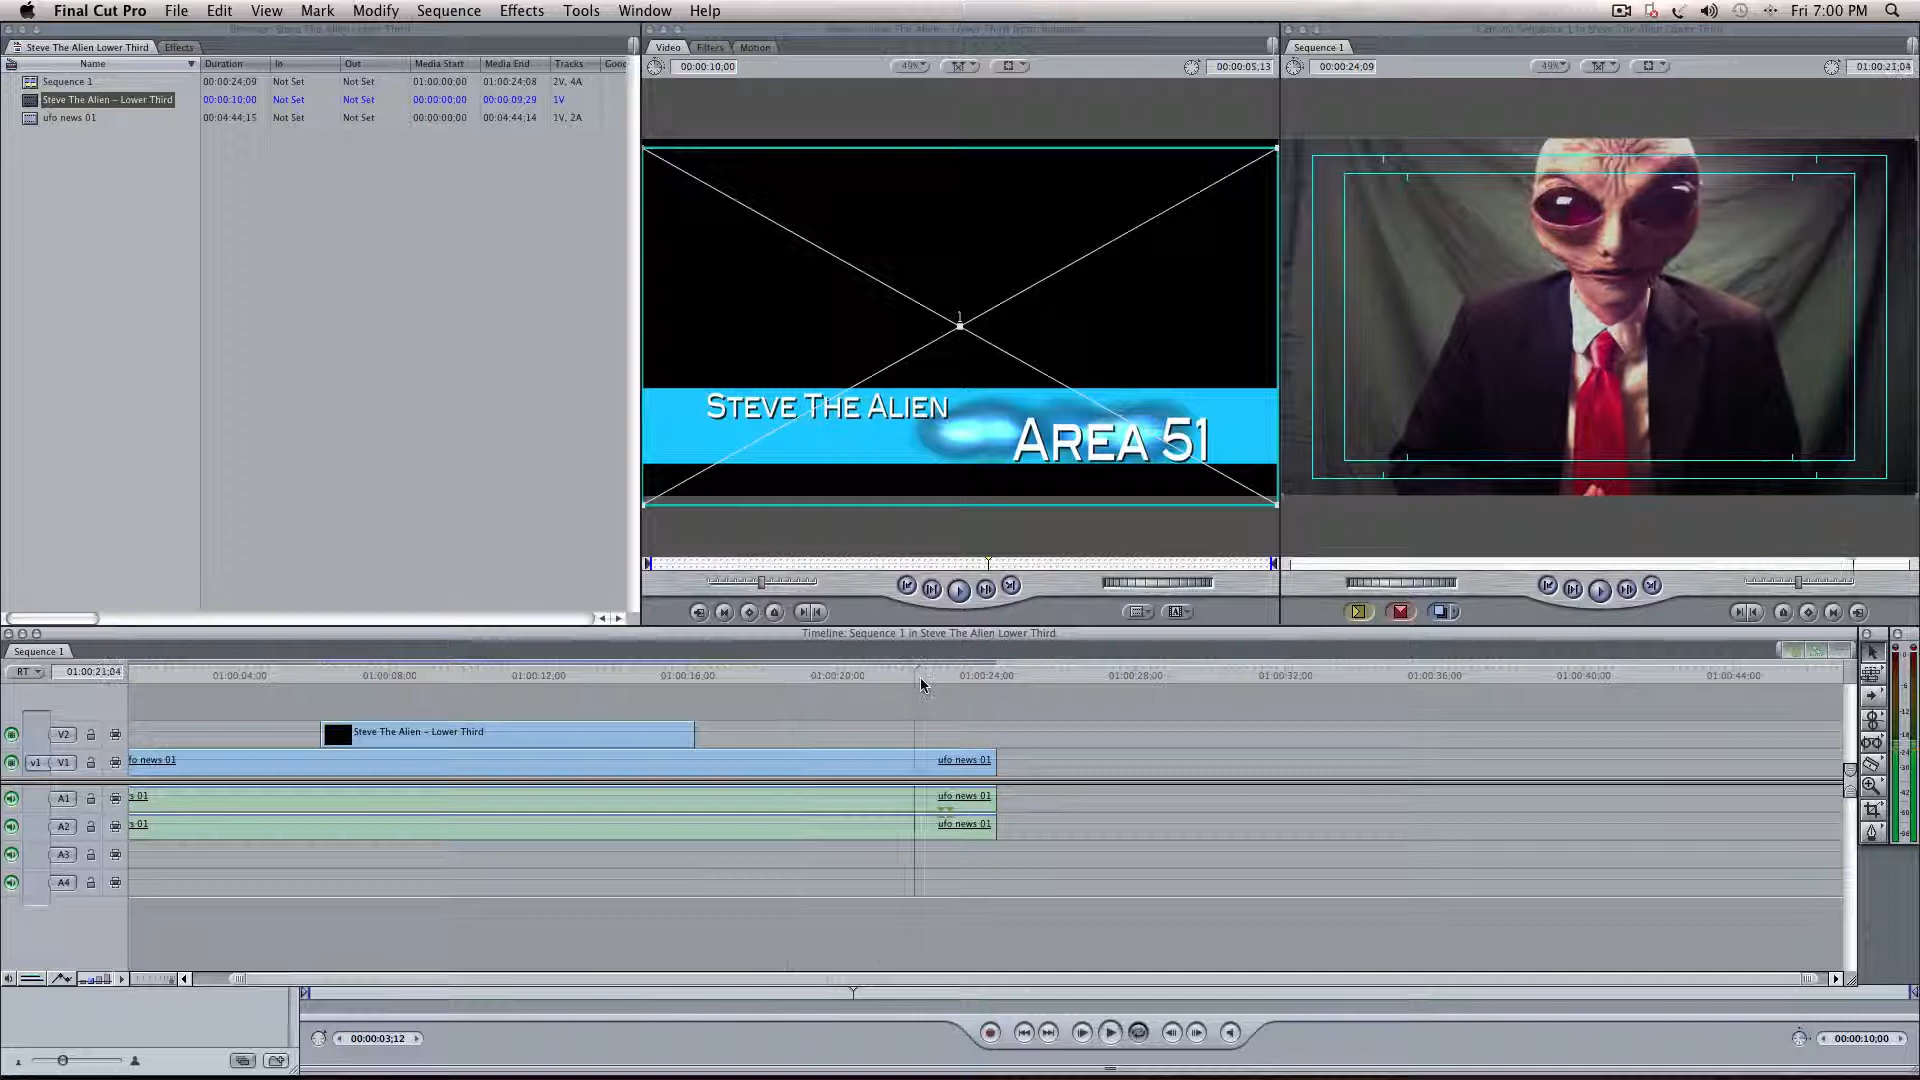 Final Cut Pro File Edit View Mark Modify Sequence Effects Tools Window Help Fri 7:00 PM
Steve The Alien Lower Third Effects
Name Duration In Out Media Start Media End Tracks Good
Sequence 1 00:00:24;09 Not Set Not Set 01:00:00;00 01:00:24;08 2V, 4A
Steve The Alien – Lower Third 00:00:10;00 Not Set Not Set 00:00:00;00 00:00:09;29 1V
ufo news 01 00:04:44;15 Not Set Not Set 00:00:00;00 00:04:44;14 1V, 2A
Video Filters Motion
00:00:10;00 49% 00:00:05;13
1
Steve The Alien
Area 51
Sequence 1
00:00:24;09 49% 01:00:21;04
Timeline: Sequence 1 in Steve The Alien Lower Third
Sequence 1
RT 01:00:21;04 01:00:04;00 01:00:08;00 01:00:12;00 01:00:16;00 01:00:20;00 01:00:24;00 01:00:28;00 01:00:32;00 01:00:36;00 01:00:40;00 01:00:44;00
V2 Steve The Alien – Lower Third
v1 V1 fo news 01 ufo news 01
A1 s 01 ufo news 01
A2 s 01 ufo news 01
A3
A4
00:00:03;12 00:00:10;00